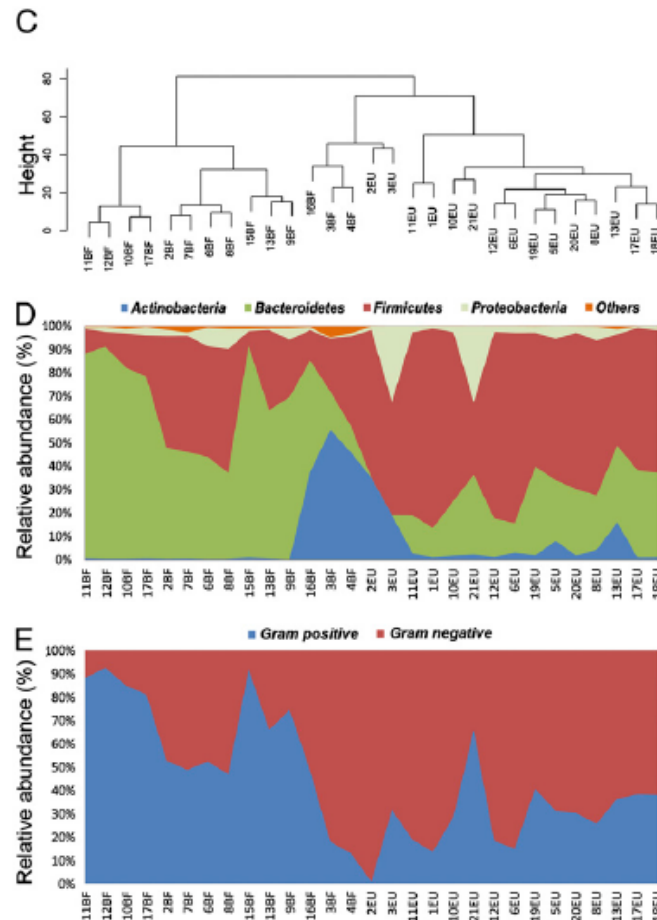 C
Height
0 20 40 60 80
11BF 12BF 10BF 17BF 2BF 7BF 6BF 8BF 15BF 13BF 9BF 16BF 3BF 4BF 2EU 3EU 11EU 1EU 10EU 21EU 12EU 6EU 19EU 5EU 20EU 8EU 13EU 17EU 18EU
D
Actinobacteria Bacteroidetes Firmicutes Proteobacteria Others
Relative abundance (%)
100%
90%
80%
70%
60%
50%
40%
30%
20%
10%
0%
11BF 12BF 10BF 17BF 2BF 7BF 6BF 8BF 15BF 13BF 9BF 16BF 3BF 4BF 2EU 3EU 11EU 1EU 10EU 21EU 12EU 6EU 19EU 5EU 20EU 8EU 13EU 17EU 18EU
E
Gram positive Gram negative
Relative abundance (%)
100%
90%
80%
70%
60%
50%
40%
30%
20%
10%
0%
11BF 12BF 10BF 17BF 2BF 7BF 6BF 8BF 15BF 13BF 9BF 16BF 3BF 4BF 2EU 3EU 11EU 1EU 10EU 21EU 12EU 6EU 19EU 5EU 20EU 8EU 13EU 17EU 18EU